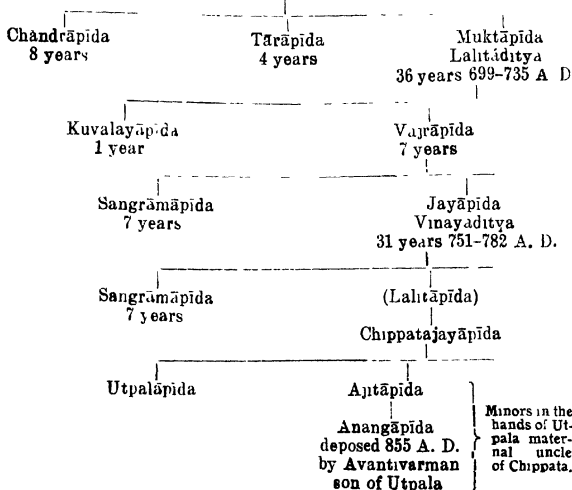 Chandrāpīda
8 years
Tārāpīda
4 years
Muktāpīda
Lalitāditya
36 years 699-735 A D
Kuvalayāpida
1 year
Vajrāpīda
7 years
Sangrāmāpīda
7 years
Jayāpīda
Vinayaditya
31 years 751-782 A. D.
Sangrāmāpīda
7 years
(Lalitāpīda)
Chippatajayāpīda
Utpalāpīda
Ajitāpīda
Anangāpīda
deposed 855 A. D.
by Avantivarman
son of Utpala
Minors in the
hands of Ut-
pala mater-
nal uncle
of Chippata.